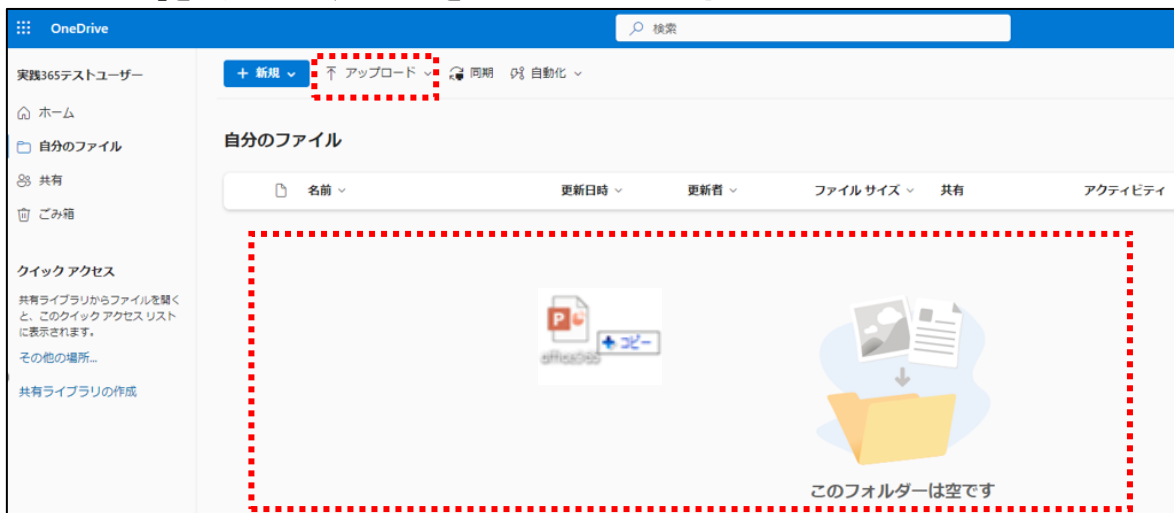 OneDrive
検索
実践365テストユーザー
+ 新規
アップロード
同期
自動化
ホーム
自分のファイル
共有
ごみ箱
自分のファイル
名前
更新日時
更新者
ファイル サイズ
共有
アクティビティ
クイック アクセス
共有ライブラリからファイルを開く
と、このクイック アクセス リスト
に表示されます。
その他の場所...
共有ライブラリの作成
P
コピー
office365
このフォルダーは空です